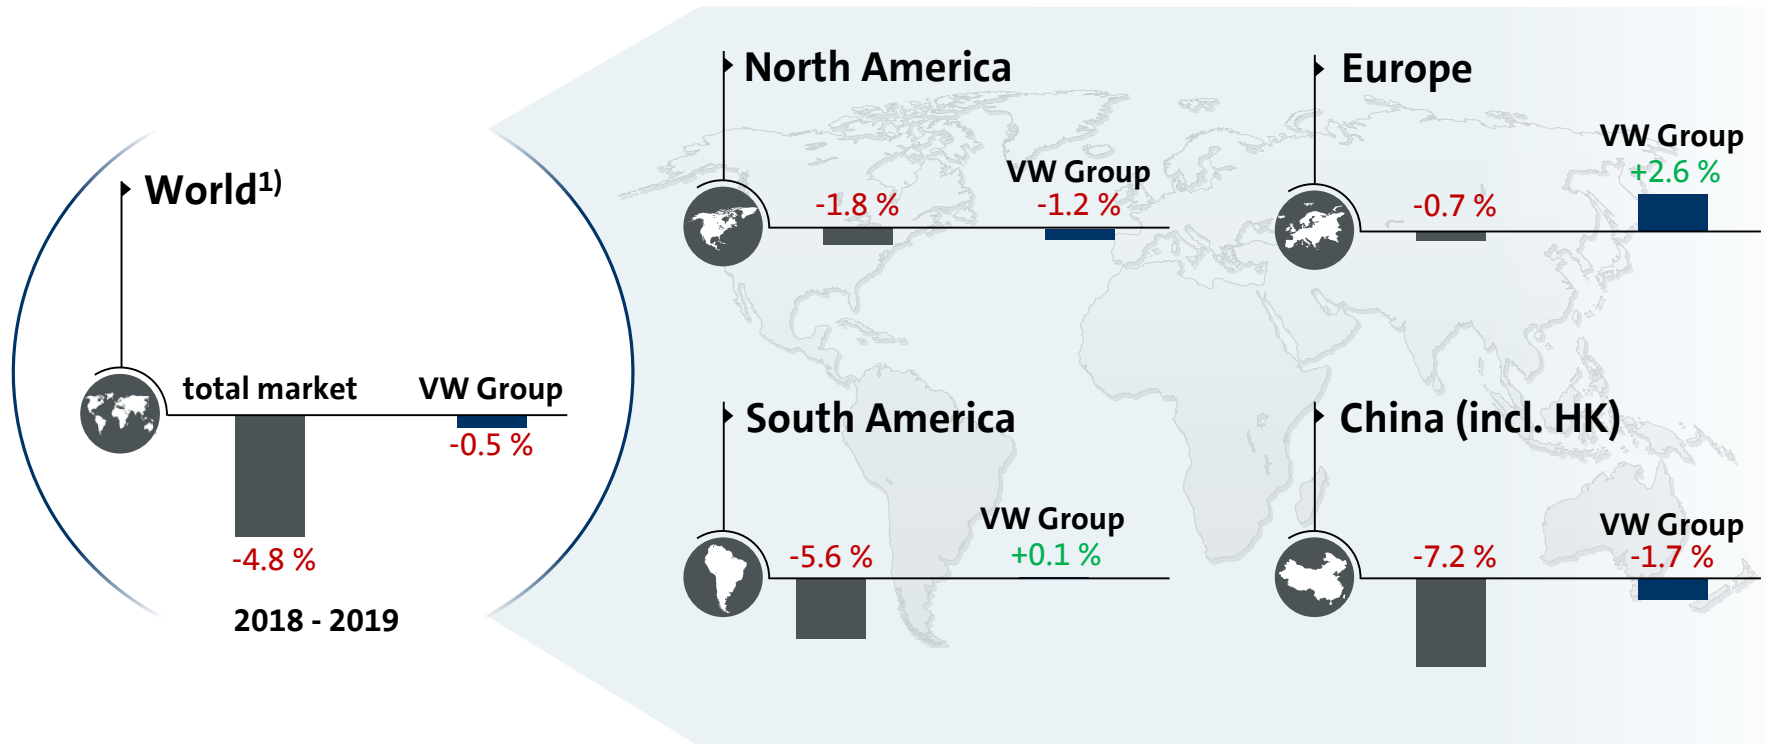 World1)
total market
VW Group
-4.8 %
-0.5 %
2018 - 2019
North America
-1.8 %
VW Group
-1.2 %
Europe
-0.7 %
VW Group
+2.6 %
South America
-5.6 %
VW Group
+0.1 %
China (incl. HK)
-7.2 %
VW Group
-1.7 %